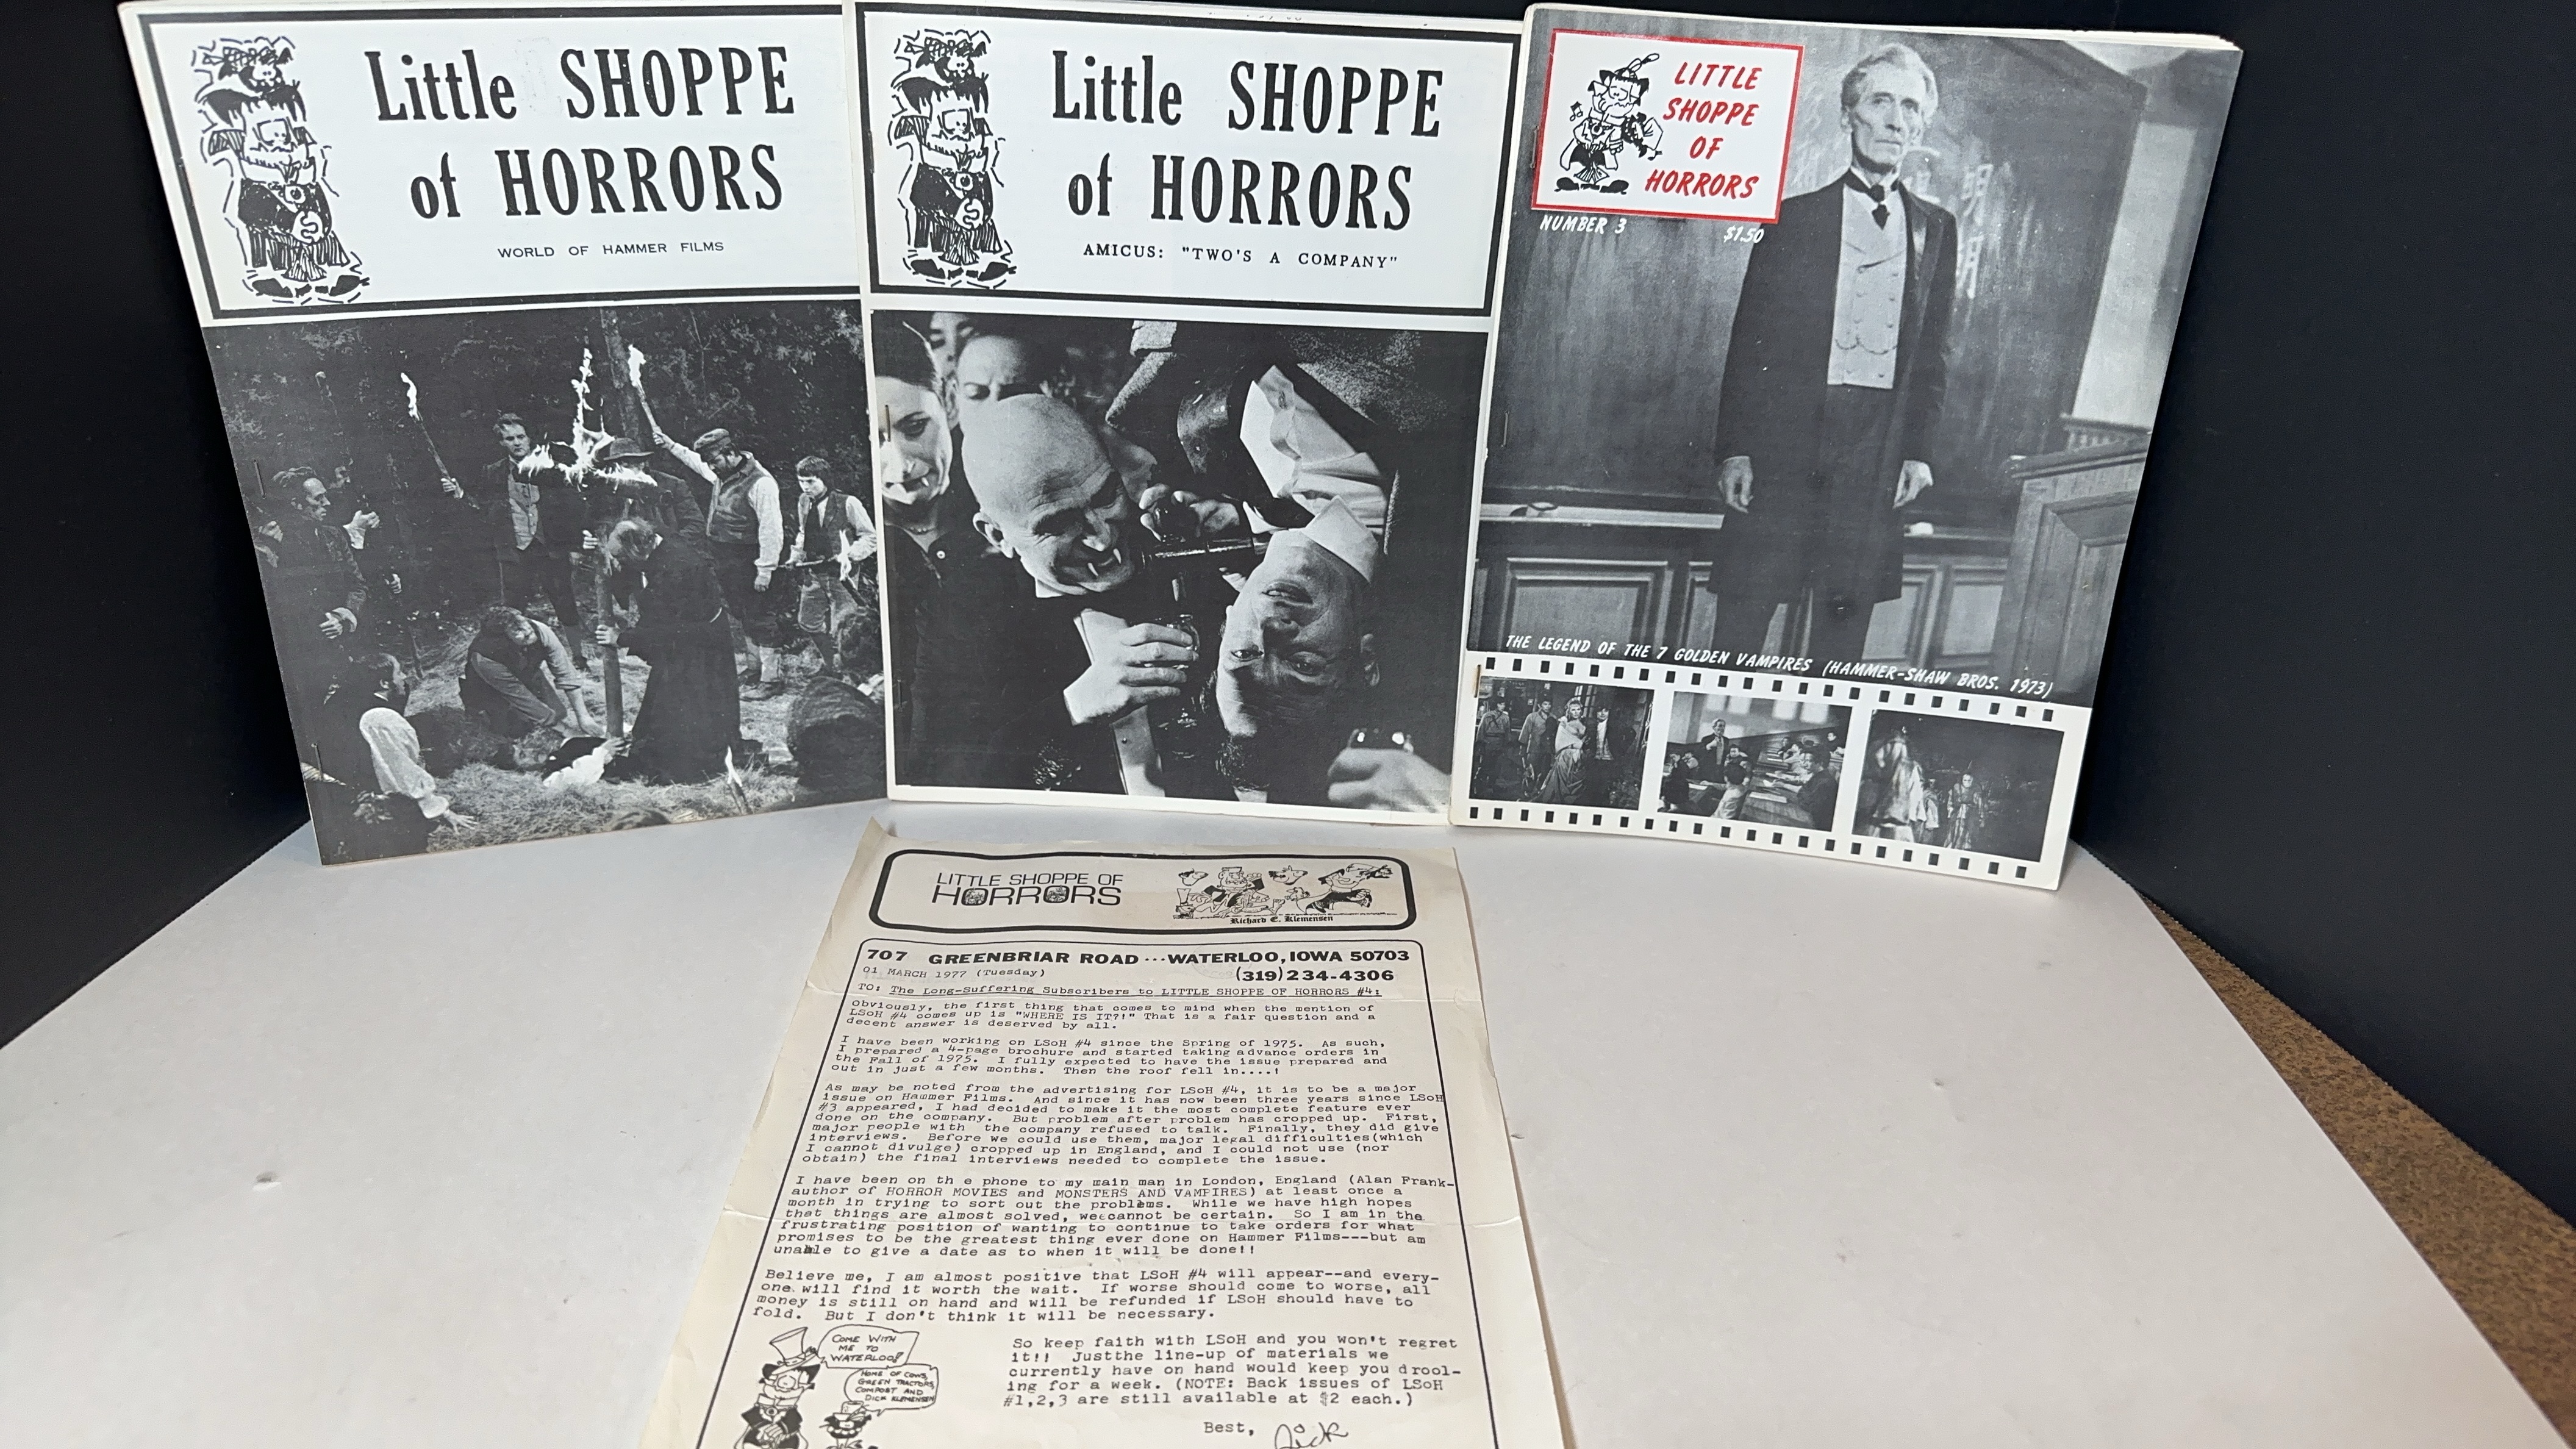 Little SHOPPE
of HORRORS
WORLD OF HAMMER FILMS
Little SHOPPE
of HORRORS
AMICUS: "TWO'S A COMPANY"
LITTLE
SHOPPE
OF
HORRORS
NUMBER 3
$1.50
THE LEGEND OF THE 7 GOLDEN VAMPIRES (HAMMER-SHAW BROS. 1973)
LITTLE SHOPPE OF
HORRORS
Richard E. Klemensen
707 GREENBRIAR ROAD ··· WATERLOO, IOWA 50703
01 MARCH 1977 (Tuesday)
(319) 234-4306
TO: The Long-Suffering Subscribers to LITTLE SHOPPE OF HORRORS #4:
Obviously, the first thing that comes to mind when the mention of
LSoH #4 comes up is "WHERE IS IT?!" That is a fair question and a
decent answer is deserved by all.
I have been working on LSoH #4 since the Spring of 1975. As such,
I prepared a 4-page brochure and started taking advance orders in
the Fall of 1975. I fully expected to have the issue prepared and
out in just a few months. Then the roof fell in....!
As may be noted from the advertising for LSoH #4, it is to be a major
issue on Hammer Films. And since it has now been three years since LSoH
#3 appeared, I had decided to make it the most complete feature ever
done on the company. But problem after problem has cropped up. First,
major people with the company refused to talk. Finally, they did give
interviews. Before we could use them, major legal difficulties(which
I cannot divulge) cropped up in England, and I could not use (nor
obtain) the final interviews needed to complete the issue.
I have been on th e phone to my main man in London, England (Alan Frank-
author of HORROR MOVIES and MONSTERS AND VAMPIRES) at least once a
month in trying to sort out the problems. While we have high hopes
that things are almost solved, weecannot be certain. So I am in the
frustrating position of wanting to continue to take orders for what
promises to be the greatest thing ever done on Hammer Films---but am
unable to give a date as to when it will be done!!
Believe me, I am almost positive that LSoH #4 will appear--and every-
one will find it worth the wait. If worse should come to worse, all
money is still on hand and will be refunded if LSoH should have to
fold. But I don't think it will be necessary.
COME WITH
ME TO
WATERLOO!
HOME OF COWS,
GREEN TRACTORS,
COMPOST AND
DICK KLEMENSEN
So keep faith with LSoH and you won't regret
it!! Justthe line-up of materials we
currently have on hand would keep you drool-
ing for a week. (NOTE: Back issues of LSoH
#1,2,3 are still available at $2 each.)
Best, Dick